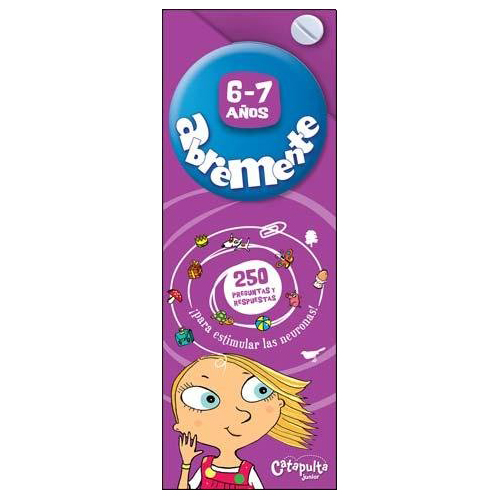 6-7
AÑOS
abremente
250
PREGUNTAS Y
RESPUESTAS
¡para estimular las neuronas!
Catapulta
junior